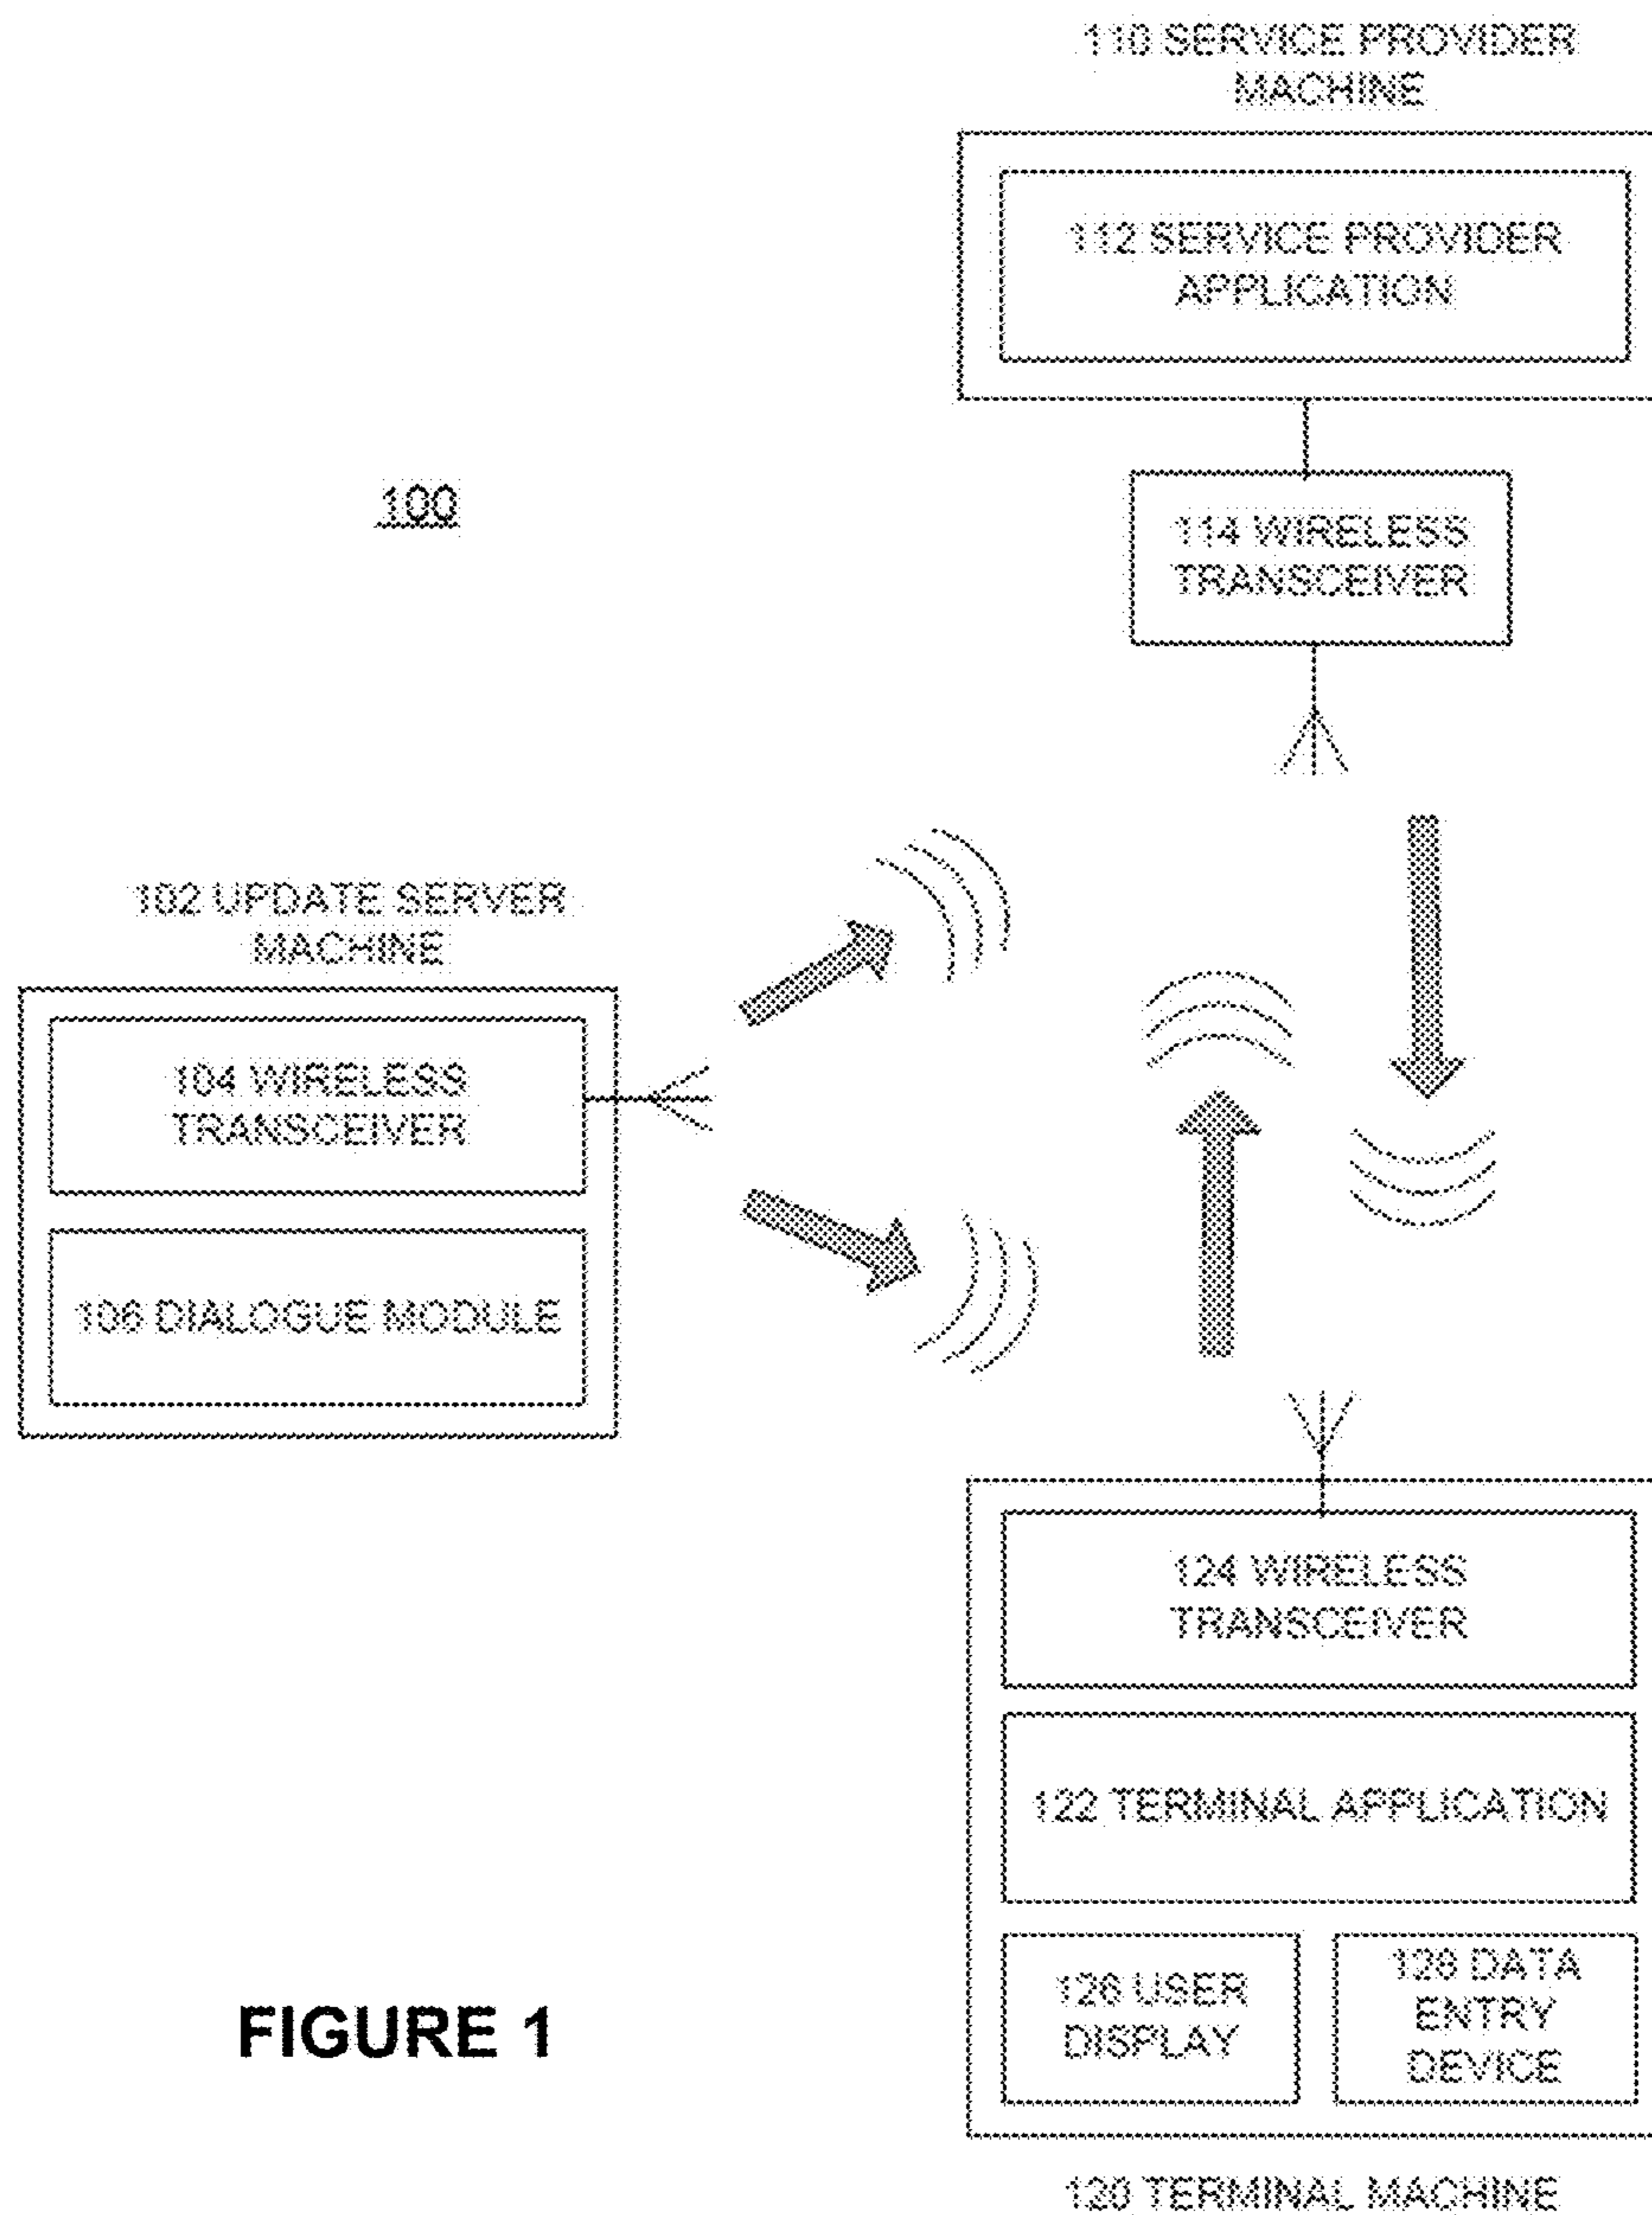 110 SERVICE PROVIDER
MACHINE
112 SERVICE PROVIDER
APPLICATION
100
114 WIRELESS
TRANSCEIVER
102 UPDATE SERVER
MACHINE
104 WIRELESS
TRANSCEIVER
106 DIALOGUE MODULE
124 WIRELESS
TRANSCEIVER
122 TERMINAL APPLICATION
126 USER
DISPLAY
128 DATA
ENTRY
DEVICE
FIGURE 1
120 TERMINAL MACHINE